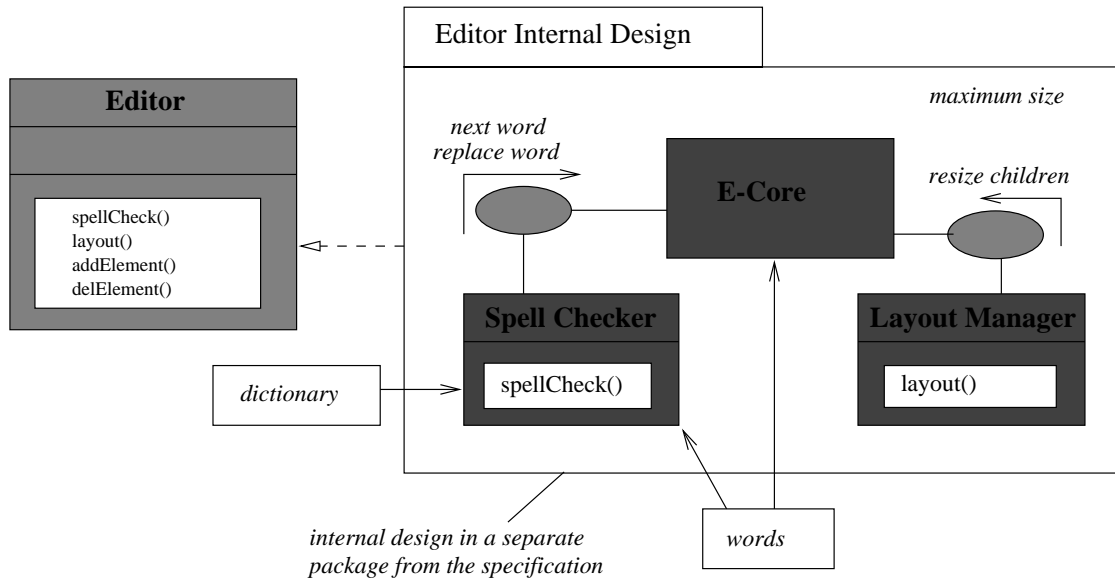 Editor Internal Design
Editor
spellCheck()
layout()
addElement()
delElement()
maximum size
next word
replace word
E-Core
resize children
Spell Checker
spellCheck()
Layout Manager
layout()
dictionary
internal design in a separate
package from the specification
words